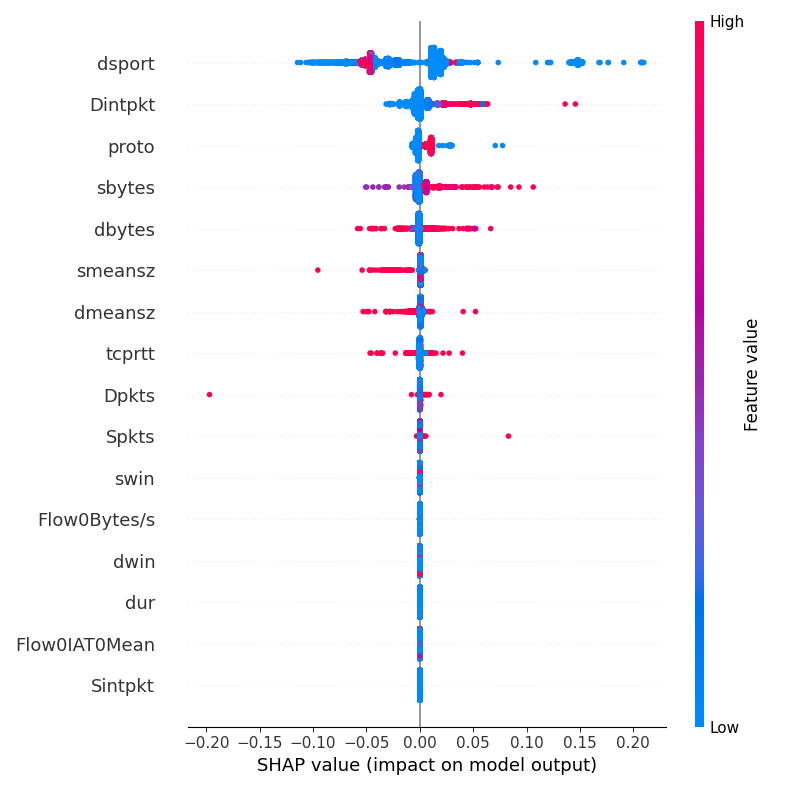 High
dsport
Dintpkt
proto
sbytes
dbytes
smeansz
dmeansz
tcprtt
Dpkts
Spkts
swin
Flow0Bytes/s
dwin
dur
Flow0IAT0Mean
Sintpkt
Feature value
Low
−0.20 −0.15 −0.10 −0.05 0.00 0.05 0.10 0.15 0.20
SHAP value (impact on model output)